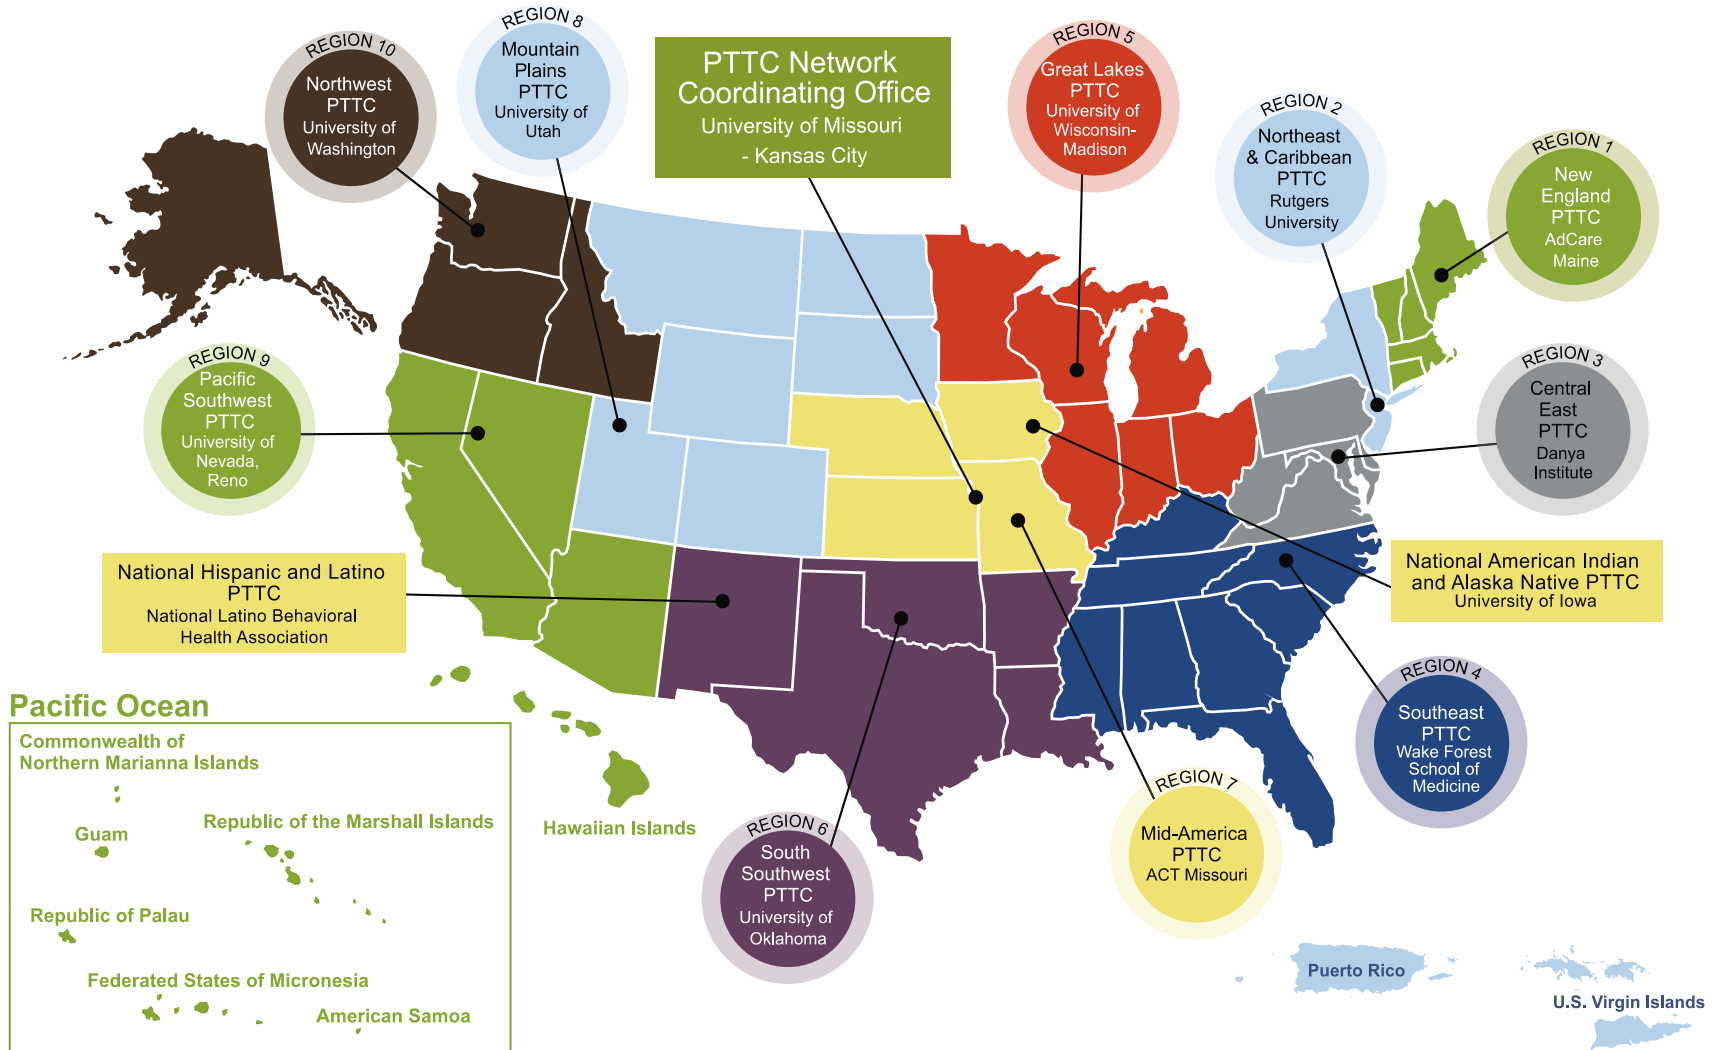 REGION 10
Northwest
PTTC
University of
Washington
REGION 8
Mountain
Plains
PTTC
University of
Utah
PTTC Network
Coordinating Office
University of Missouri
- Kansas City
REGION 5
Great Lakes
PTTC
University of
Wisconsin-
Madison
REGION 2
Northeast
& Caribbean
PTTC
Rutgers
University
REGION 1
New
England
PTTC
AdCare
Maine
REGION 9
Pacific
Southwest
PTTC
University of
Nevada,
Reno
REGION 3
Central
East
PTTC
Danya
Institute
National Hispanic and Latino
PTTC
National Latino Behavioral
Health Association
National American Indian
and Alaska Native PTTC
University of Iowa
REGION 4
Southeast
PTTC
Wake Forest
School of
Medicine
REGION 7
Mid-America
PTTC
ACT Missouri
REGION 6
South
Southwest
PTTC
University of
Oklahoma
Pacific Ocean
Commonwealth of
Northern Marianna Islands
Guam
Republic of the Marshall Islands
Republic of Palau
Federated States of Micronesia
American Samoa
Hawaiian Islands
Puerto Rico
U.S. Virgin Islands